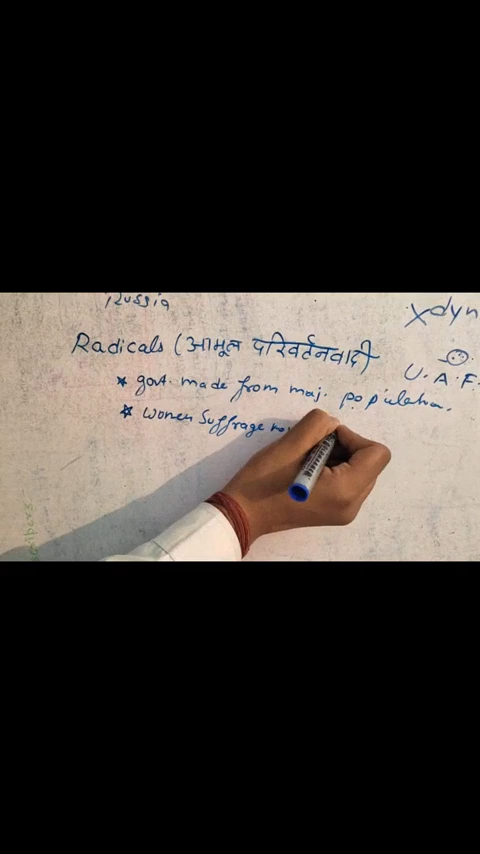 Russia
xdyn
Radicals (आमूल परिवर्तनवादी)
U.A.F.
* govt. made from maj. population.
* women suffrage